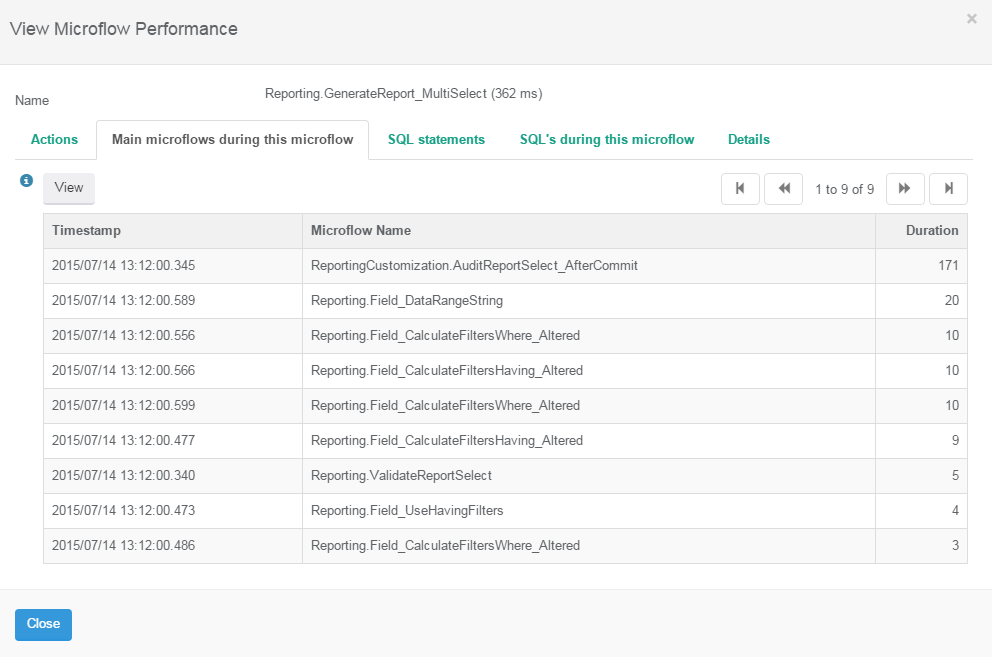 View Microflow Performance
×
Name Reporting.GenerateReport_MultiSelect (362 ms)
Actions Main microflows during this microflow SQL statements SQL's during this microflow Details
View 1 to 9 of 9
Timestamp Microflow Name Duration
2015/07/14 13:12:00.345 ReportingCustomization.AuditReportSelect_AfterCommit 171
2015/07/14 13:12:00.589 Reporting.Field_DataRangeString 20
2015/07/14 13:12:00.556 Reporting.Field_CalculateFiltersWhere_Altered 10
2015/07/14 13:12:00.566 Reporting.Field_CalculateFiltersHaving_Altered 10
2015/07/14 13:12:00.599 Reporting.Field_CalculateFiltersWhere_Altered 10
2015/07/14 13:12:00.477 Reporting.Field_CalculateFiltersHaving_Altered 9
2015/07/14 13:12:00.340 Reporting.ValidateReportSelect 5
2015/07/14 13:12:00.473 Reporting.Field_UseHavingFilters 4
2015/07/14 13:12:00.486 Reporting.Field_CalculateFiltersWhere_Altered 3
Close